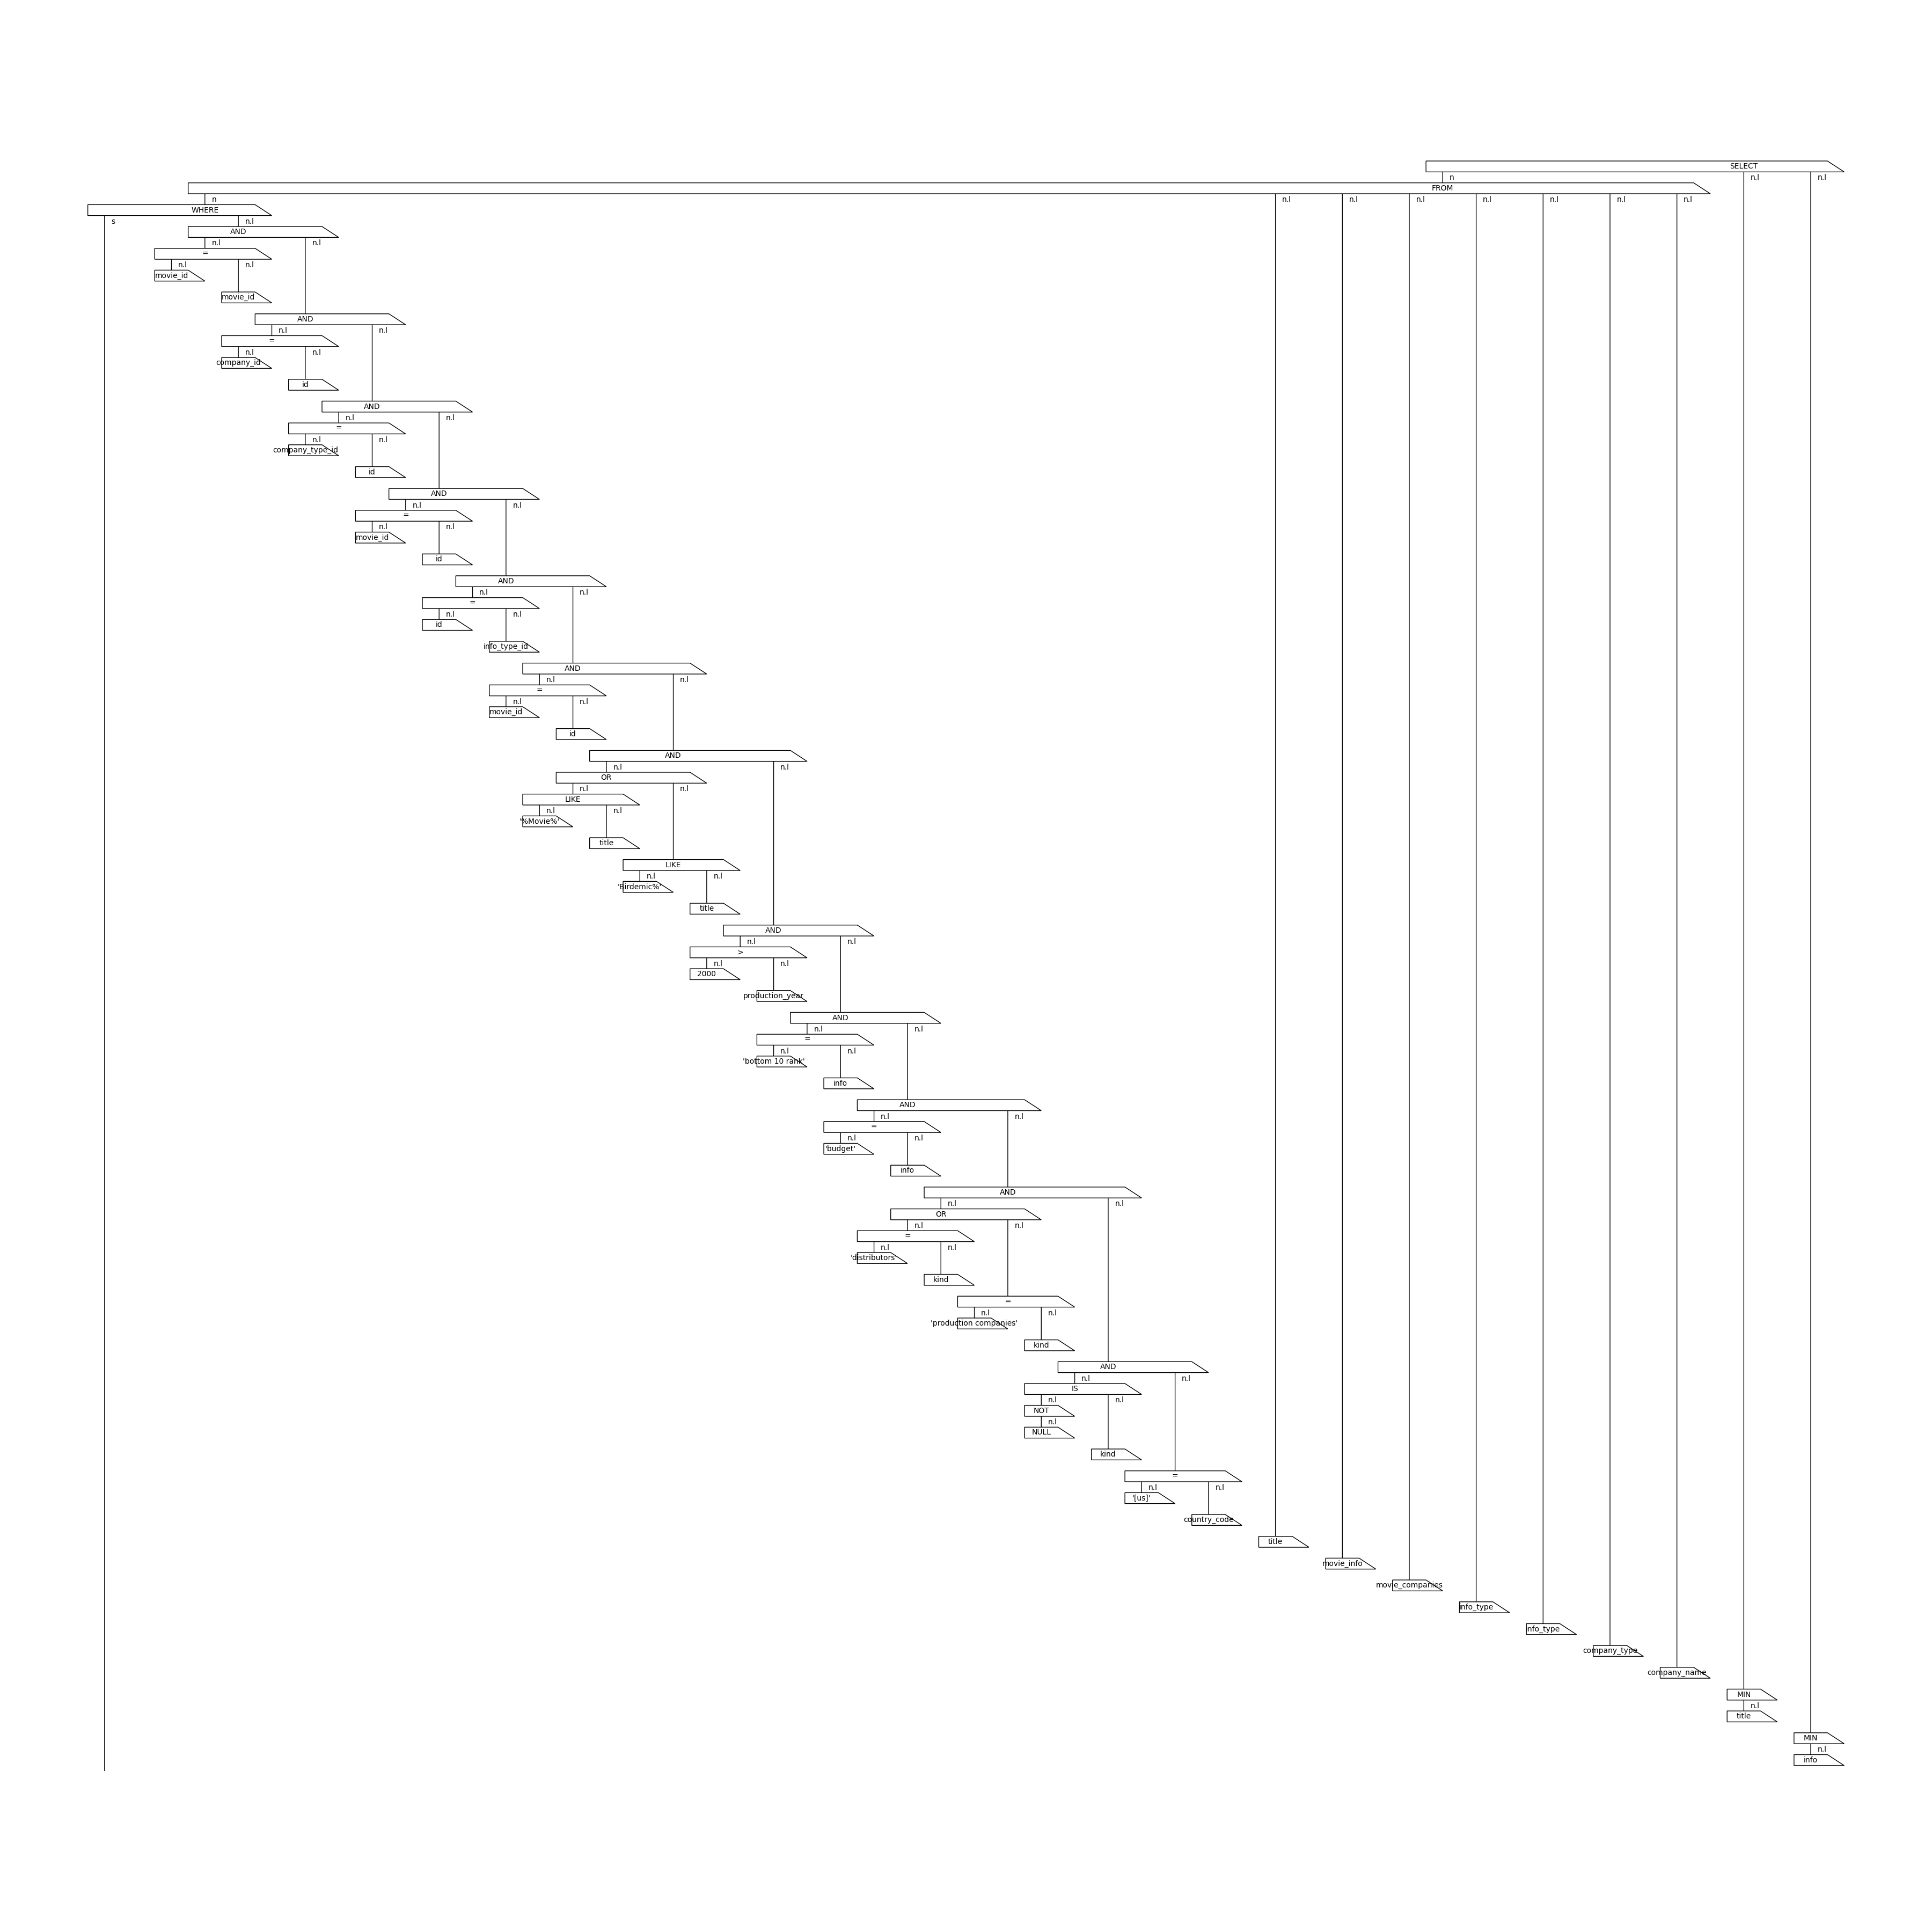 SELECT
n n.l n.l
FROM
n n.l n.l n.l n.l n.l n.l n.l
WHERE
s n.l
AND
n.l n.l
=
n.l n.l
movie_id
movie_id
AND
n.l n.l
=
n.l n.l
company_id
id
AND
n.l n.l
=
n.l n.l
company_type_id
id
AND
n.l n.l
=
n.l n.l
movie_id
id
AND
n.l n.l
=
n.l n.l
id
info_type_id
AND
n.l n.l
=
n.l n.l
movie_id
id
AND
n.l n.l
OR
n.l n.l
LIKE
n.l n.l
'%Movie%'
title
LIKE
n.l n.l
'Birdemic%'
title
AND
n.l n.l
>
n.l n.l
2000
production_year
AND
n.l n.l
=
n.l n.l
'bottom 10 rank'
info
AND
n.l n.l
=
n.l n.l
'budget'
info
AND
n.l n.l
OR
n.l n.l
=
n.l n.l
'distributors'
kind
=
n.l n.l
'production companies'
kind
AND
n.l n.l
IS
n.l n.l
NOT
n.l
NULL
kind
=
n.l n.l
'[us]'
country_code
title
movie_info
movie_companies
info_type
info_type
company_type
company_name
MIN
n.l
title
MIN
n.l
info